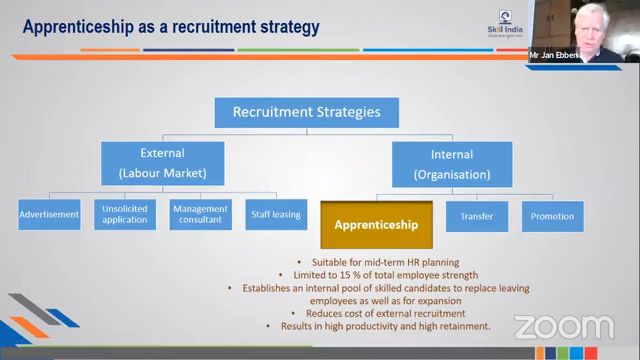 Apprenticeship as a recruitment strategy
Skill India
Mr Jan Ebben
Recruitment Strategies
External
(Labour Market)
Internal
(Organisation)
Advertisement
Unsolicited
application
Management
consultant
Staff leasing
Apprenticeship
Transfer
Promotion
• Suitable for mid-term HR planning
• Limited to 15 % of total employee strength
• Establishes an internal pool of skilled candidates to replace leaving
employees as well as for expansion
• Reduces cost of external recruitment
• Results in high productivity and high retainment.
zoom